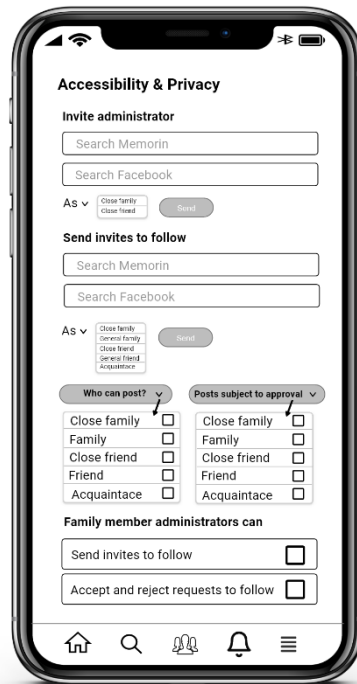 Accessibility & Privacy
Invite administrator
Search Memorin
Search Facebook
As
Close family
Close friend
Send
Send invites to follow
Search Memorin
Search Facebook
As
Close family
General family
Close friend
General friend
Acquaintace
Send
Who can post?
Posts subject to approval
Close family
Family
Close friend
Friend
Acquaintace
Close family
Family
Close friend
Friend
Acquaintace
Family member administrators can
Send invites to follow
Accept and reject requests to follow